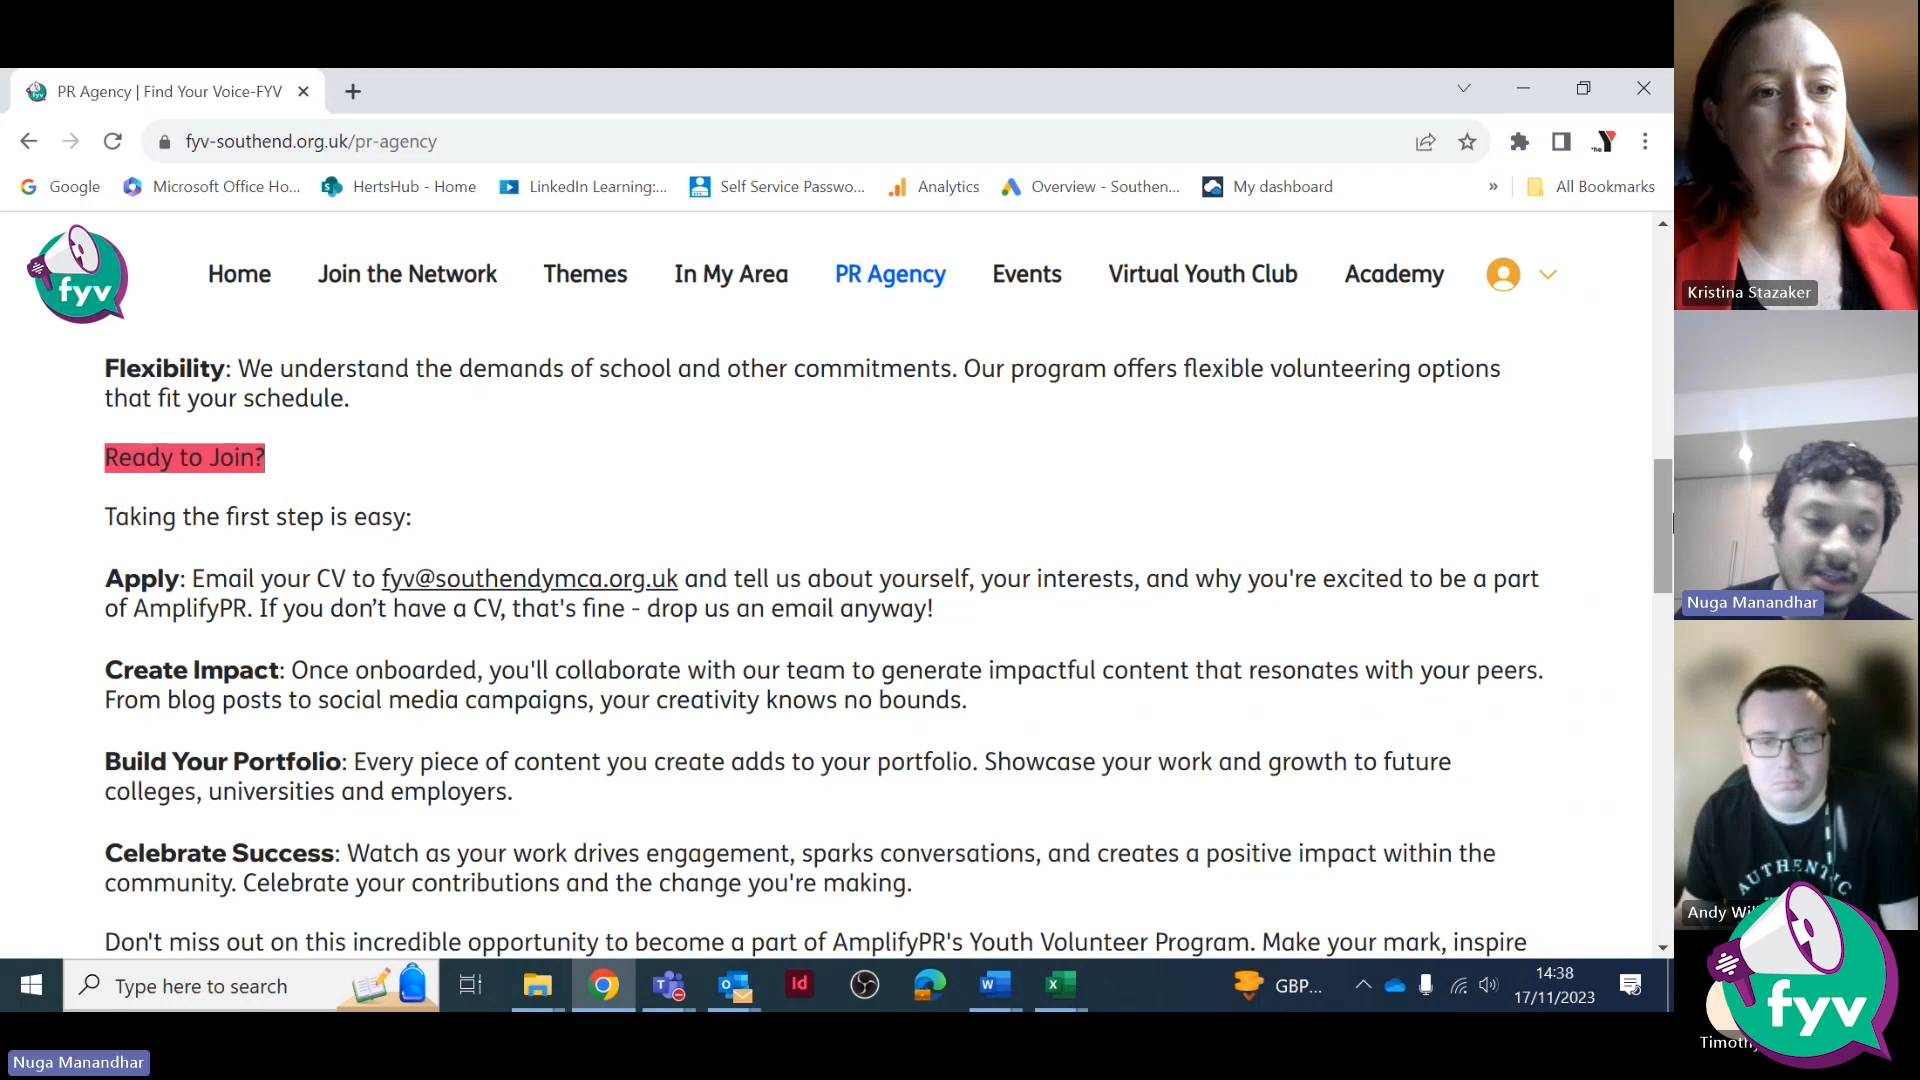 PR Agency | Find Your Voice-FYV
fyv-southend.org.uk/pr-agency
Google
Microsoft Office Ho...
HertsHub - Home
LinkedIn Learning:...
Self Service Passwo...
Analytics
Overview - Southen...
My dashboard
»
All Bookmarks
fyv
Home
Join the Network
Themes
In My Area
PR Agency
Events
Virtual Youth Club
Academy
Flexibility: We understand the demands of school and other commitments. Our program offers flexible volunteering options
that fit your schedule.
Ready to Join?
Taking the first step is easy:
Apply: Email your CV to fyv@southendymca.org.uk and tell us about yourself, your interests, and why you're excited to be a part
of AmplifyPR. If you don’t have a CV, that's fine - drop us an email anyway!
Create Impact: Once onboarded, you'll collaborate with our team to generate impactful content that resonates with your peers.
From blog posts to social media campaigns, your creativity knows no bounds.
Build Your Portfolio: Every piece of content you create adds to your portfolio. Showcase your work and growth to future
colleges, universities and employers.
Celebrate Success: Watch as your work drives engagement, sparks conversations, and creates a positive impact within the
community. Celebrate your contributions and the change you're making.
Don't miss out on this incredible opportunity to become a part of AmplifyPR's Youth Volunteer Program. Make your mark, inspire
Type here to search
Id
GBP...
14:38
17/11/2023
Nuga Manandhar
Kristina Stazaker
Nuga Manandhar
AUTHENTIC
Andy Wil
fyv
Timothy